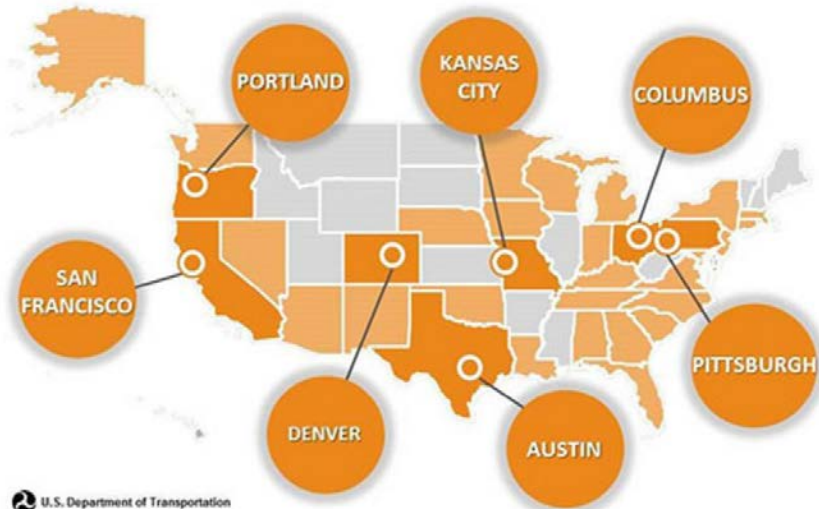 PORTLAND
KANSAS
CITY
COLUMBUS
SAN
FRANCISCO
DENVER
AUSTIN
PITTSBURGH
U.S. Department of Transportation